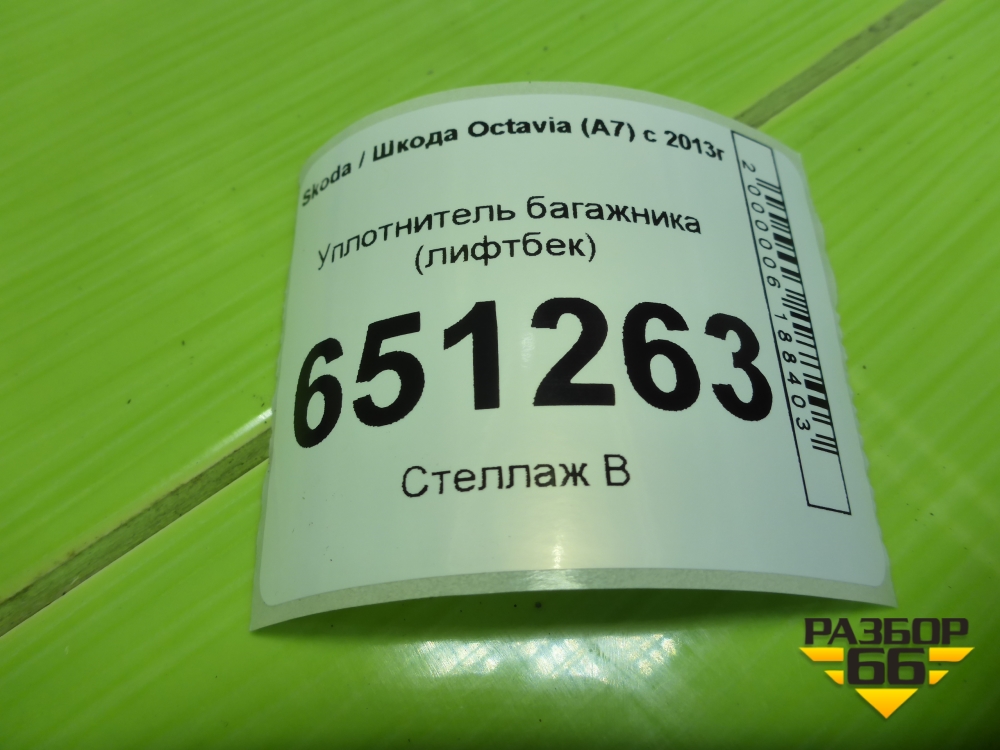 Skoda / Шкода Octavia (A7) с 2013г
Уплотнитель багажника
(лифтбек)
651263
Стеллаж В
2000006188403
РАЗБОР
66